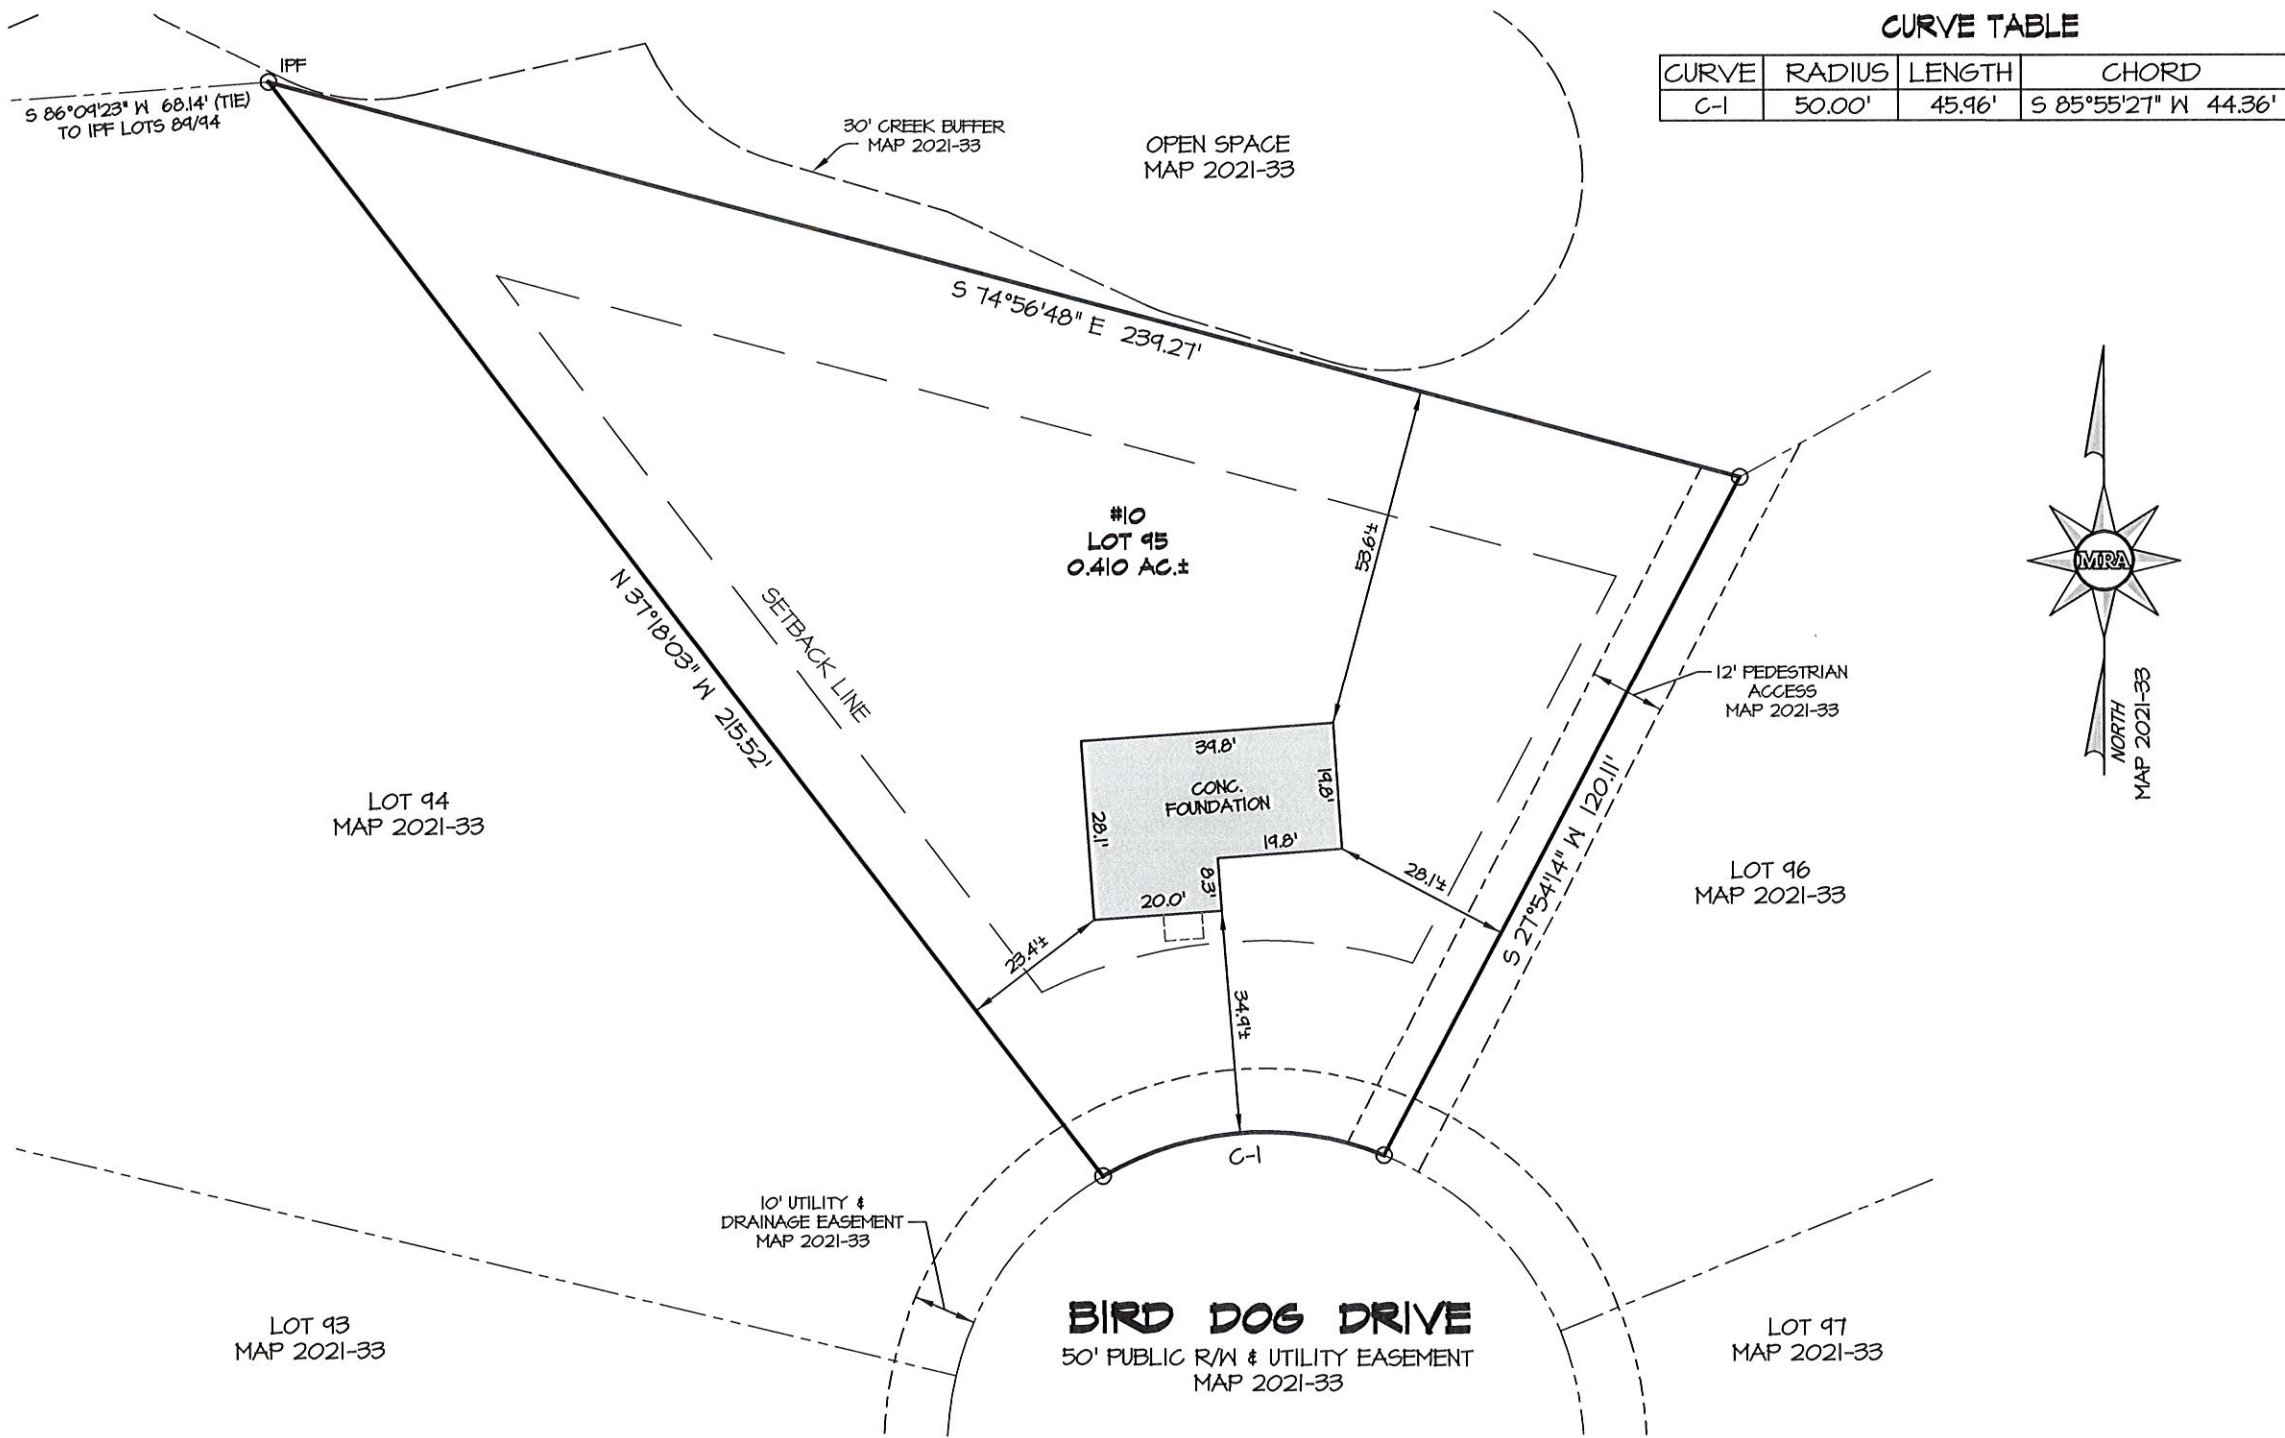 CURVE TABLE
CURVE RADIUS LENGTH CHORD
C-1 50.00' 45.96' S 85°55'27" W 44.36'
IPF
S 86°09'23" W 68.14' (TIE)
TO IPF LOTS 89/94
30' CREEK BUFFER
MAP 2021-33
OPEN SPACE
MAP 2021-33
S 74°56'48" E 239.27'
#10
LOT 95
0.410 AC.±
53.6'±
N 37°18'03" W 215.52'
SETBACK LINE
MRA
NORTH
MAP 2021-33
12' PEDESTRIAN
ACCESS
MAP 2021-33
39.8'
CONC.
FOUNDATION
19.8'
28.1'
19.8'
8.3'
20.0'
28.1'±
S 27°54'14" W 120.11'
LOT 94
MAP 2021-33
LOT 96
MAP 2021-33
23.4'±
34.9'±
C-1
10' UTILITY &
DRAINAGE EASEMENT
MAP 2021-33
BIRD DOG DRIVE
50' PUBLIC R/W & UTILITY EASEMENT
MAP 2021-33
LOT 93
MAP 2021-33
LOT 97
MAP 2021-33